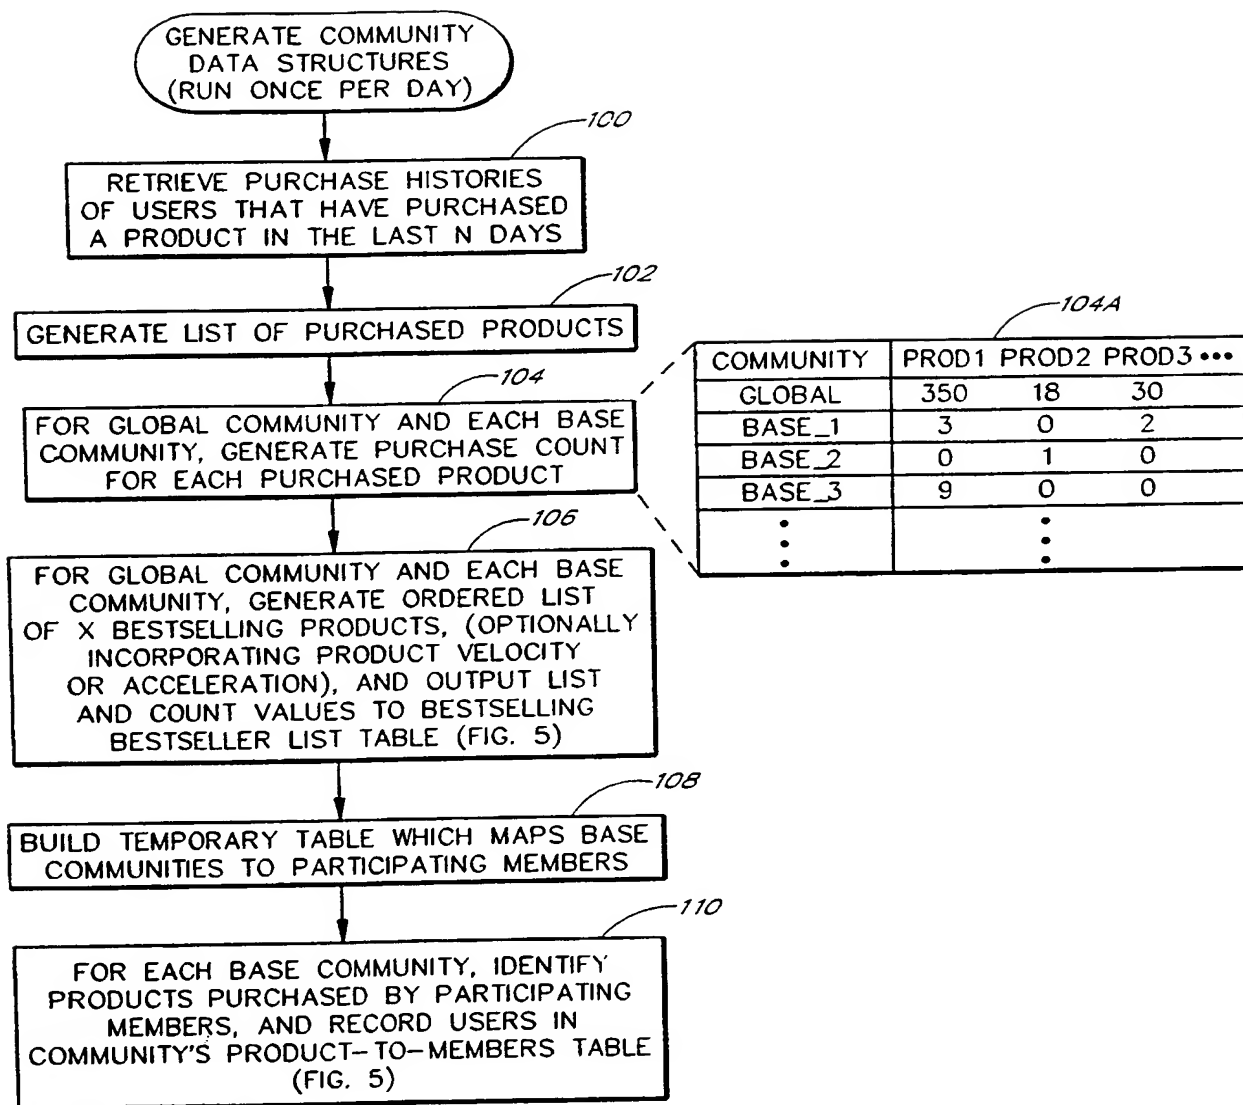 GENERATE COMMUNITY
DATA STRUCTURES
(RUN ONCE PER DAY)
100
RETRIEVE PURCHASE HISTORIES
OF USERS THAT HAVE PURCHASED
A PRODUCT IN THE LAST N DAYS
102
GENERATE LIST OF PURCHASED PRODUCTS
104
FOR GLOBAL COMMUNITY AND EACH BASE
COMMUNITY, GENERATE PURCHASE COUNT
FOR EACH PURCHASED PRODUCT
104A
COMMUNITY PROD1 PROD2 PROD3 •••
GLOBAL 350 18 30
BASE_1 3 0 2
BASE_2 0 1 0
BASE_3 9 0 0
106
FOR GLOBAL COMMUNITY AND EACH BASE
COMMUNITY, GENERATE ORDERED LIST
OF X BESTSELLING PRODUCTS, (OPTIONALLY
INCORPORATING PRODUCT VELOCITY
OR ACCELERATION), AND OUTPUT LIST
AND COUNT VALUES TO BESTSELLING
BESTSELLER LIST TABLE (FIG. 5)
108
BUILD TEMPORARY TABLE WHICH MAPS BASE
COMMUNITIES TO PARTICIPATING MEMBERS
110
FOR EACH BASE COMMUNITY, IDENTIFY
PRODUCTS PURCHASED BY PARTICIPATING
MEMBERS, AND RECORD USERS IN
COMMUNITY'S PRODUCT-TO-MEMBERS TABLE
(FIG. 5)